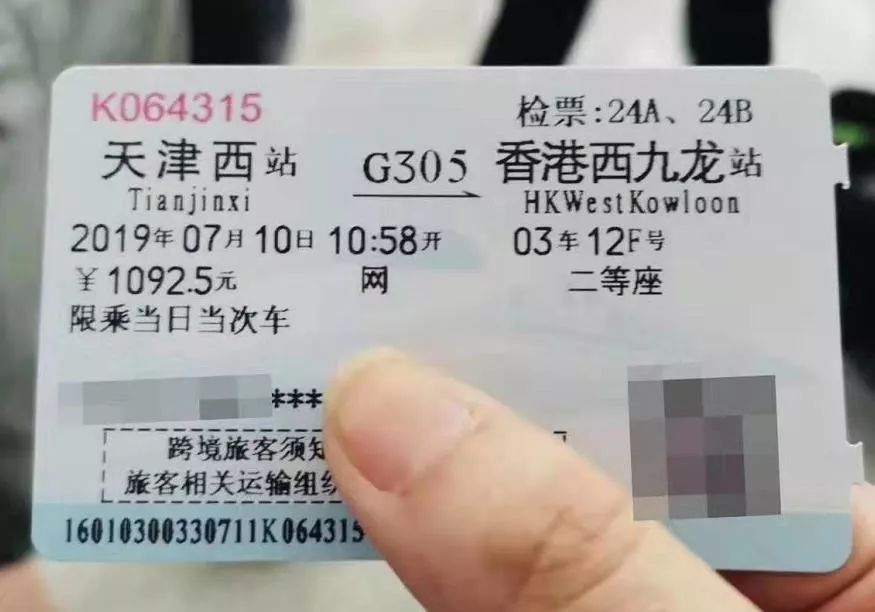 K064315 检票:24A、24B
天津西站 G305 香港西九龙站
Tianjinxi HKWestKowloon
2019年07月10日 10:58开 03车12F号
¥1092.5元 网 二等座
限乘当日当次车
***
跨境旅客须知
旅客相关运输组织
16010300330711K064315